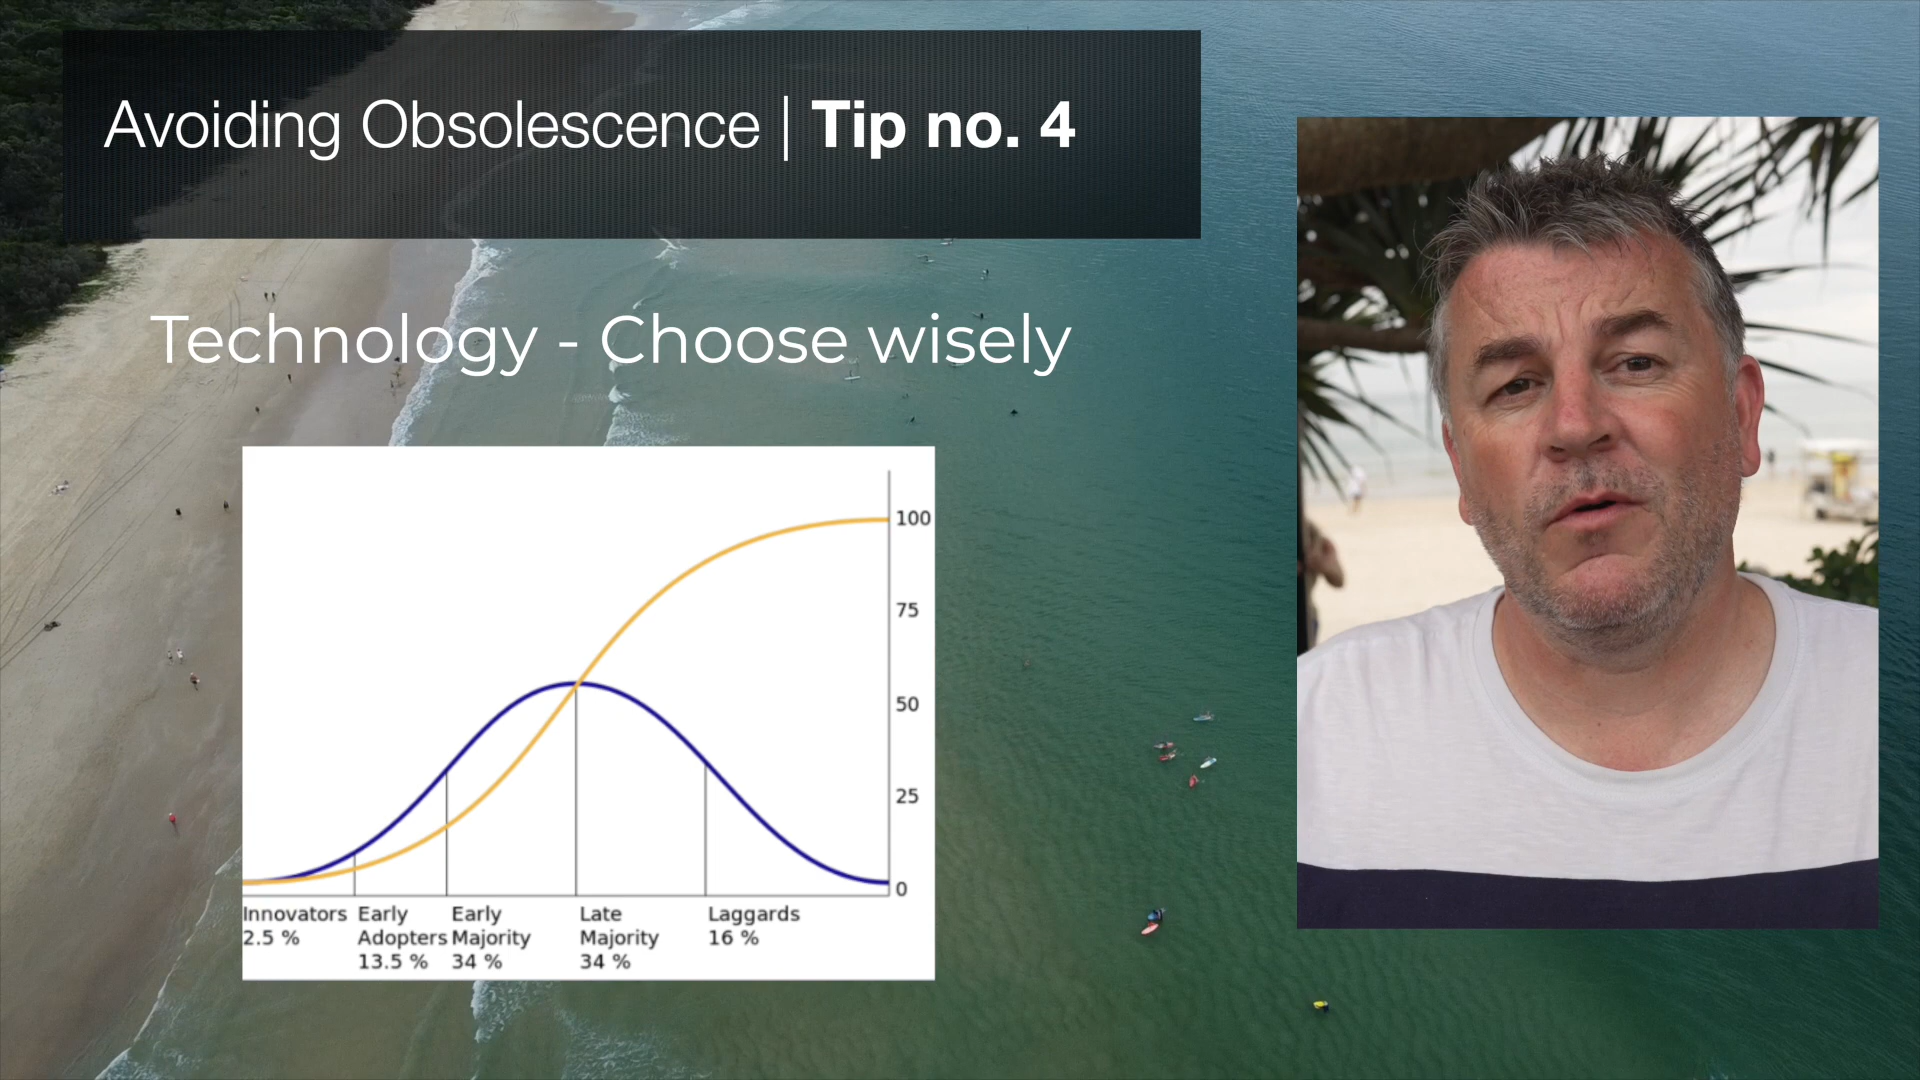 Avoiding Obsolescence | Tip no. 4
Technology - Choose wisely
100
75
50
25
0
Innovators
2.5 %
Early
Adopters
13.5 %
Early
Majority
34 %
Late
Majority
34 %
Laggards
16 %